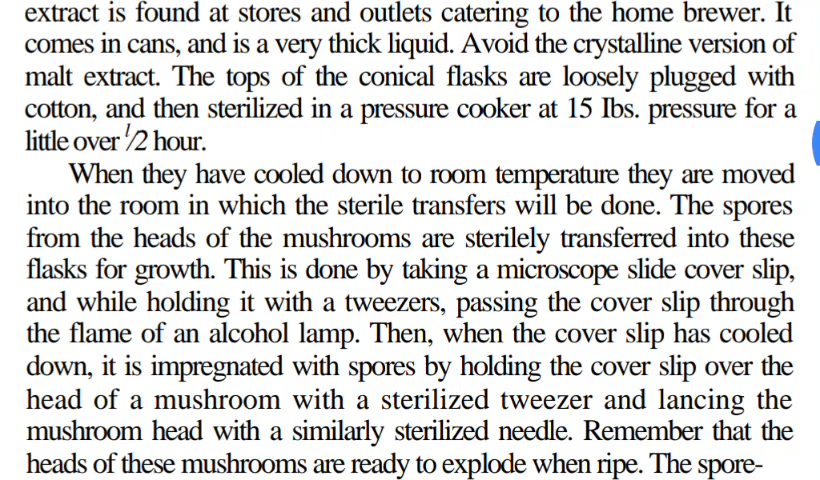 extract is found at stores and outlets catering to the home brewer. It
comes in cans, and is a very thick liquid. Avoid the crystalline version of
malt extract. The tops of the conical flasks are loosely plugged with
cotton, and then sterilized in a pressure cooker at 15 Ibs. pressure for a
little over 1/2 hour.
When they have cooled down to room temperature they are moved
into the room in which the sterile transfers will be done. The spores
from the heads of the mushrooms are sterilely transferred into these
flasks for growth. This is done by taking a microscope slide cover slip,
and while holding it with a tweezers, passing the cover slip through
the flame of an alcohol lamp. Then, when the cover slip has cooled
down, it is impregnated with spores by holding the cover slip over the
head of a mushroom with a sterilized tweezer and lancing the
mushroom head with a similarly sterilized needle. Remember that the
heads of these mushrooms are ready to explode when ripe. The spore-